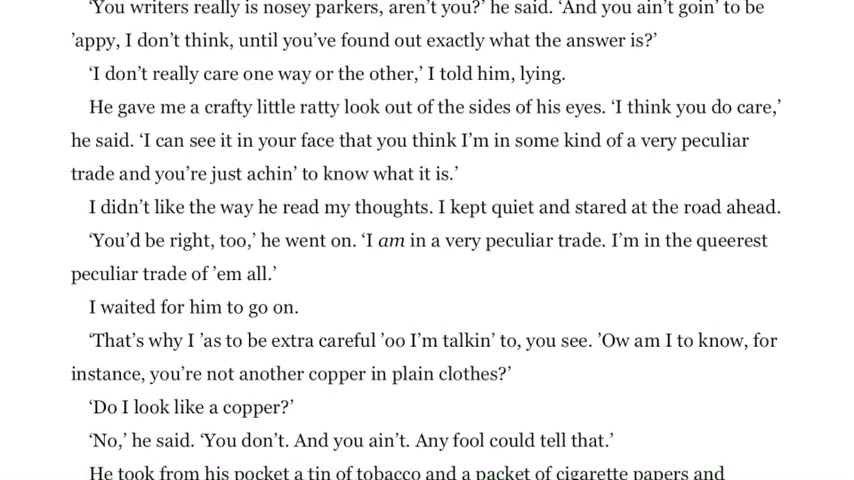 ‘You writers really is nosey parkers, aren’t you?’ he said. ‘And you ain’t goin’ to be
’appy, I don’t think, until you’ve found out exactly what the answer is?’
‘I don’t really care one way or the other,’ I told him, lying.
He gave me a crafty little ratty look out of the sides of his eyes. ‘I think you do care,’
he said. ‘I can see it in your face that you think I’m in some kind of a very peculiar
trade and you’re just achin’ to know what it is.’
I didn’t like the way he read my thoughts. I kept quiet and stared at the road ahead.
‘You’d be right, too,’ he went on. ‘I am in a very peculiar trade. I’m in the queerest
peculiar trade of ’em all.’
I waited for him to go on.
‘That’s why I ’as to be extra careful ’oo I’m talkin’ to, you see. ’Ow am I to know, for
instance, you’re not another copper in plain clothes?’
‘Do I look like a copper?’
‘No,’ he said. ‘You don’t. And you ain’t. Any fool could tell that.’
He took from his pocket a tin of tobacco and a packet of cigarette papers and